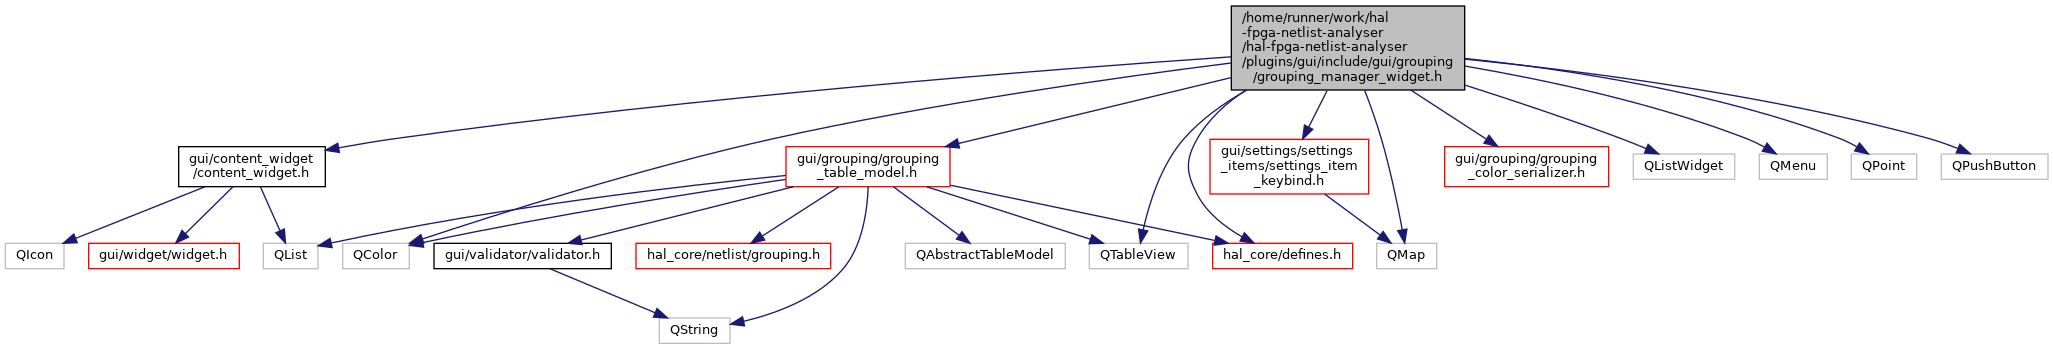 /home/runner/work/hal
-fpga-netlist-analyser
/hal-fpga-netlist-analyser
/plugins/gui/include/gui/grouping
/grouping_manager_widget.h
gui/content_widget
/content_widget.h
gui/grouping/grouping
_table_model.h
gui/settings/settings
_items/settings_item
_keybind.h
gui/grouping/grouping
_color_serializer.h
QListWidget
QMenu
QPoint
QPushButton
QIcon
gui/widget/widget.h
QList
QColor
gui/validator/validator.h
hal_core/netlist/grouping.h
QAbstractTableModel
QTableView
hal_core/defines.h
QMap
QString